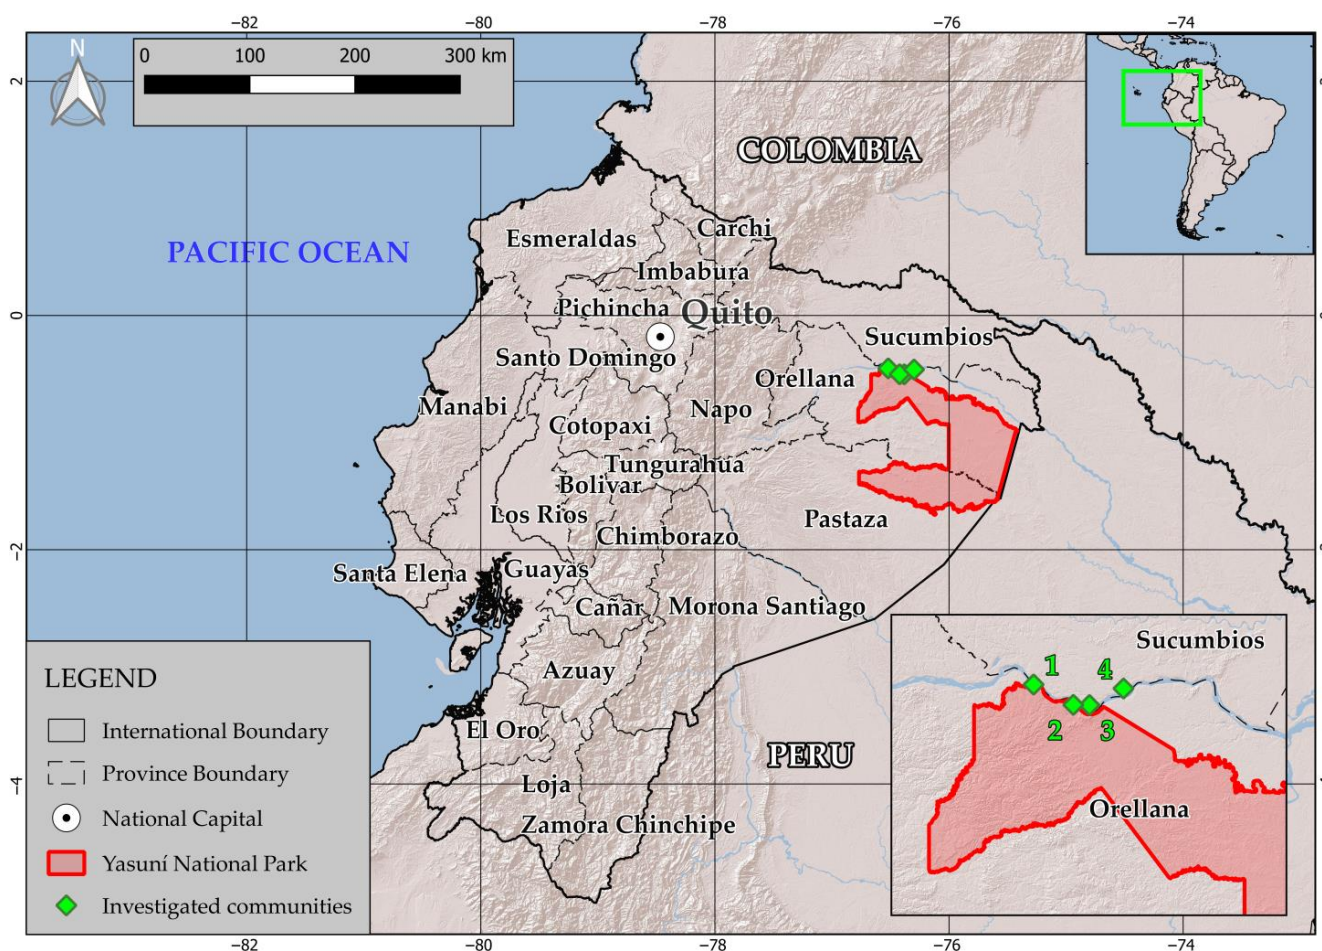 −82 −80 −78 −76 −74
N
0 100 200 300 km
2
COLOMBIA
PACIFIC OCEAN
Esmeraldas
Carchi
Imbabura
Pichincha
Quito
0
Santo Domingo
Sucumbios
Orellana
Manabi
Napo
Cotopaxi
Tungurahua
Bolivar
Los Rios
Pastaza
Chimborazo
−2
Santa Elena
Guayas
Cañar
Morona Santiago
Azuay
El Oro
PERU
−4
Loja
Zamora Chinchipe
LEGEND
International Boundary
Province Boundary
National Capital
Yasuní National Park
Investigated communities
Sucumbios
1
4
2
3
Orellana
−82 −80 −78 −76 −74